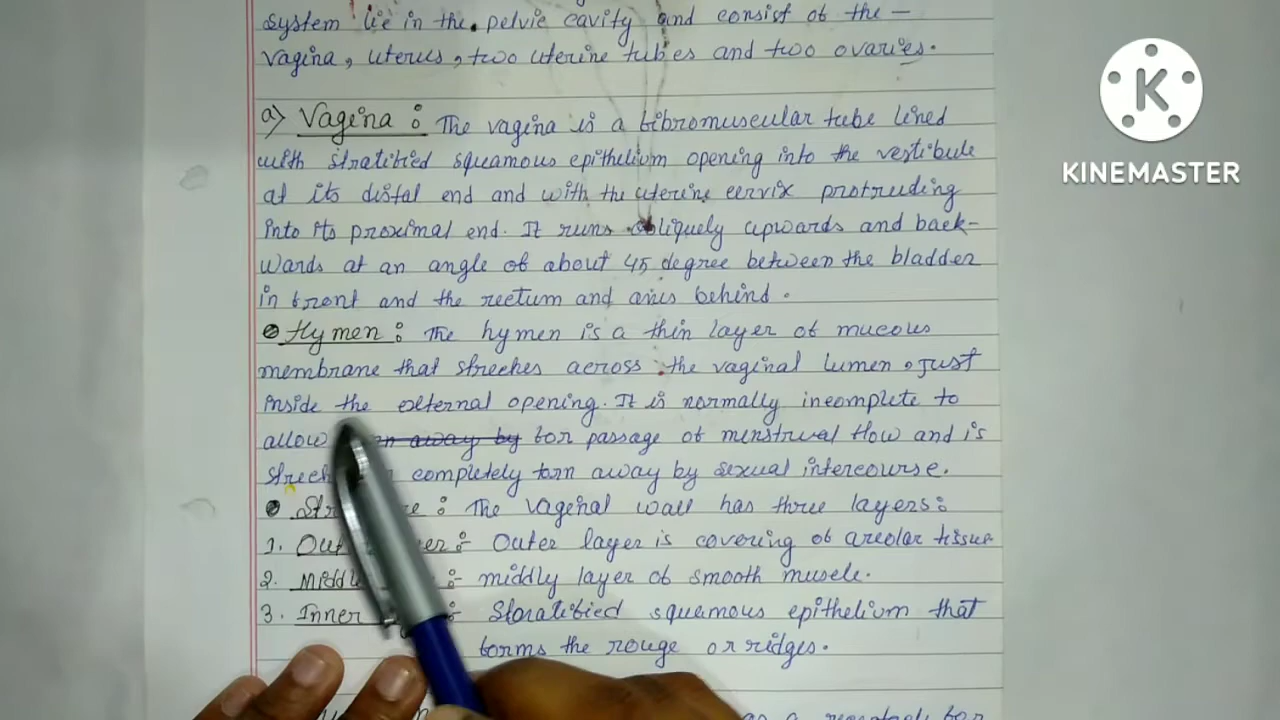 system lie in the pelvic cavity and consist of the -
vagina, uterus, two uterine tubes and two ovaries.
a) Vagina : The vagina is a fibromuscular tube lined
with stratified squamous epithelium opening into the vestibule
at its distal end and with the uterine cervix protruding
into its proximal end. It runs obliquely upwards and back-
wards at an angle of about 45 degree between the bladder
in front and the rectum and anus behind.
Hymen : The hymen is a thin layer of mucous
membrane that streches across the vaginal lumen, Just
inside the external opening. It is normally incomplete to
allow away by for passage of menstrual flow and is
completely torn away by sexual intercourse.
: The vaginal wall has three layers :
1. :- Outer layer is covering of areolar tissue
2. :- middly layer of smooth muscle.
3. Inner :- Storatified squamous epithelium that
forms the rouge or ridges.
K
KINEMASTER